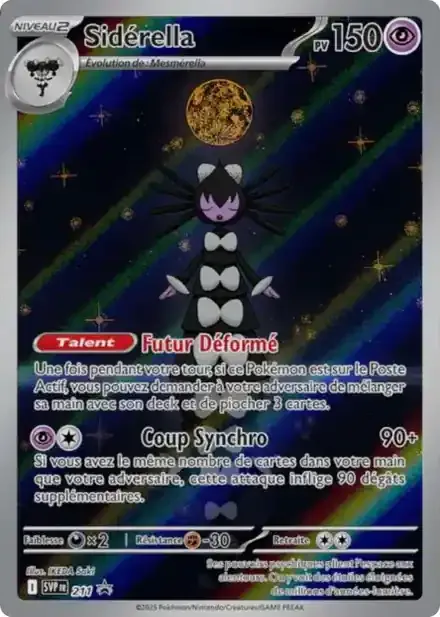 NIVEAU 2
Sidérella
PV 150
Évolution de : Mesmérella
Talent Futur Déformé
Une fois pendant votre tour, si ce Pokémon est sur le Poste
Actif, vous pouvez demander à votre adversaire de mélanger
sa main avec son deck et de piocher 3 cartes.
Coup Synchro 90+
Si vous avez le même nombre de cartes dans votre main
que votre adversaire, cette attaque inflige 90 dégâts
supplémentaires.
Faiblesse ×2 Résistance -30 Retraite
Illus. IKEDA Saki
Ses pouvoirs psychiques plient l'espace aux
alentours. On y voit des étoiles éloignées
de milliers d'années-lumière.
I SVP FR 211
©2025 Pokémon/Nintendo/Creatures/GAME FREAK